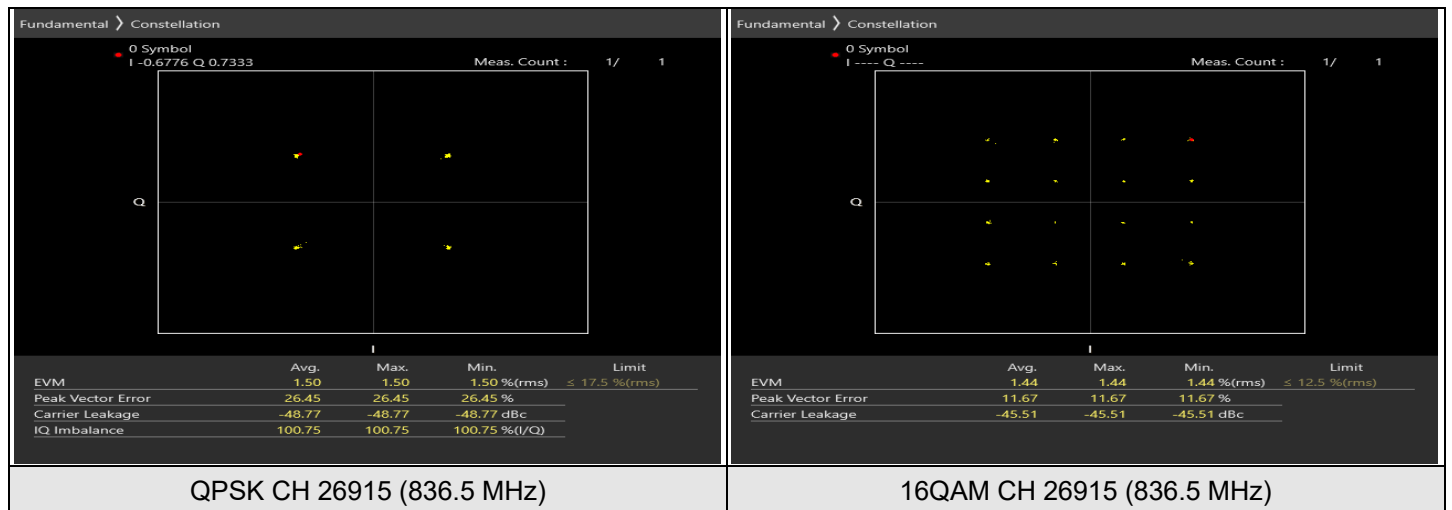 Fundamental ❯ Constellation
0 Symbol
I -0.6776 Q 0.7333 Meas. Count : 1/ 1
Q
I
Avg. Max. Min. Limit
EVM 1.50 1.50 1.50 %(rms) ≤ 17.5 %(rms)
Peak Vector Error 26.45 26.45 26.45 %
Carrier Leakage -48.77 -48.77 -48.77 dBc
IQ Imbalance 100.75 100.75 100.75 %(I/Q)
QPSK CH 26915 (836.5 MHz)
Fundamental ❯ Constellation
0 Symbol
I ---- Q ---- Meas. Count : 1/ 1
Q
I
Avg. Max. Min. Limit
EVM 1.44 1.44 1.44 %(rms) ≤ 12.5 %(rms)
Peak Vector Error 11.67 11.67 11.67 %
Carrier Leakage -45.51 -45.51 -45.51 dBc
16QAM CH 26915 (836.5 MHz)